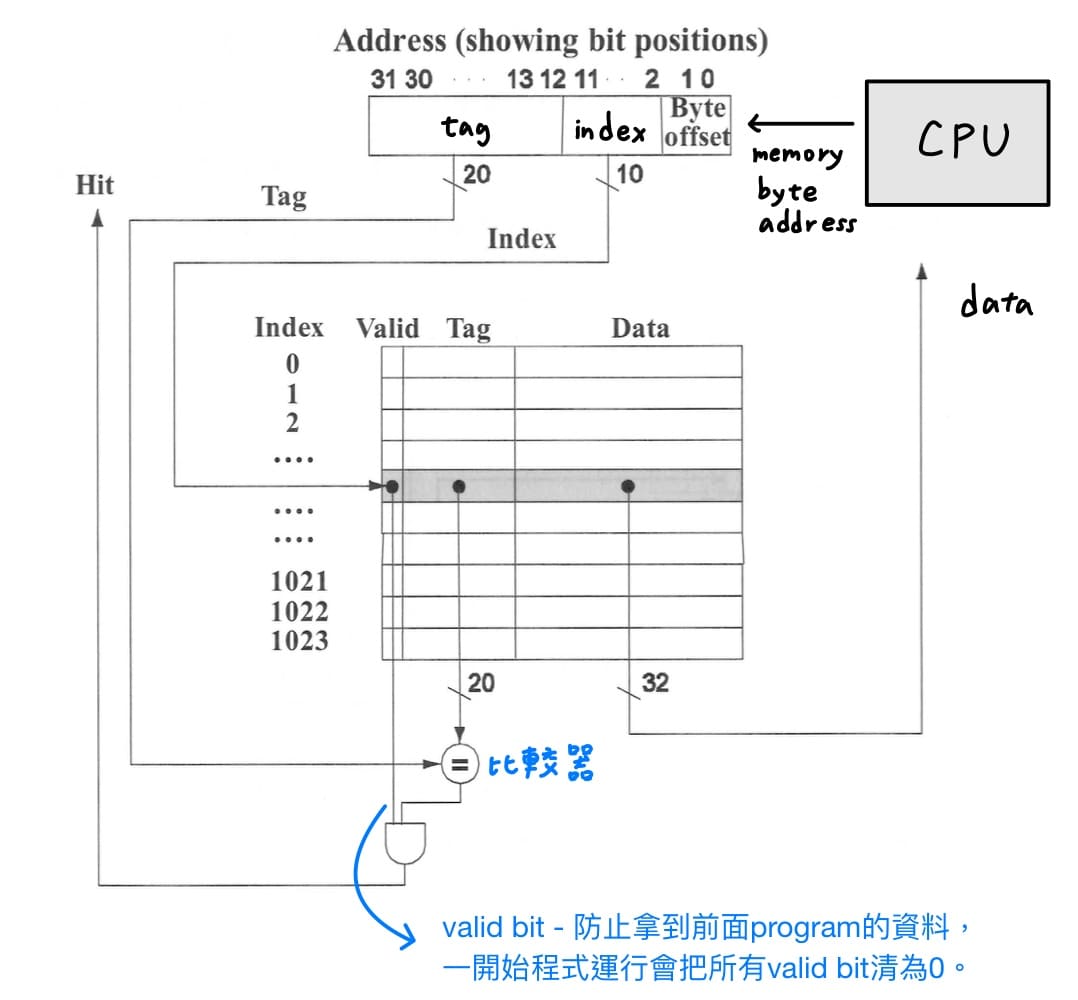 Address (showing bit positions)
31 30 · · · · 13 12 11 · · 2 1 0
tag
index
Byte
offset
CPU
memory
byte
address
20
10
Hit
Tag
Index
data
Index Valid Tag Data
0
1
2
....
....
....
1021
1022
1023
20
32
=
比較器
valid bit - 防止拿到前面program的資料，
一開始程式運行會把所有valid bit清為0。